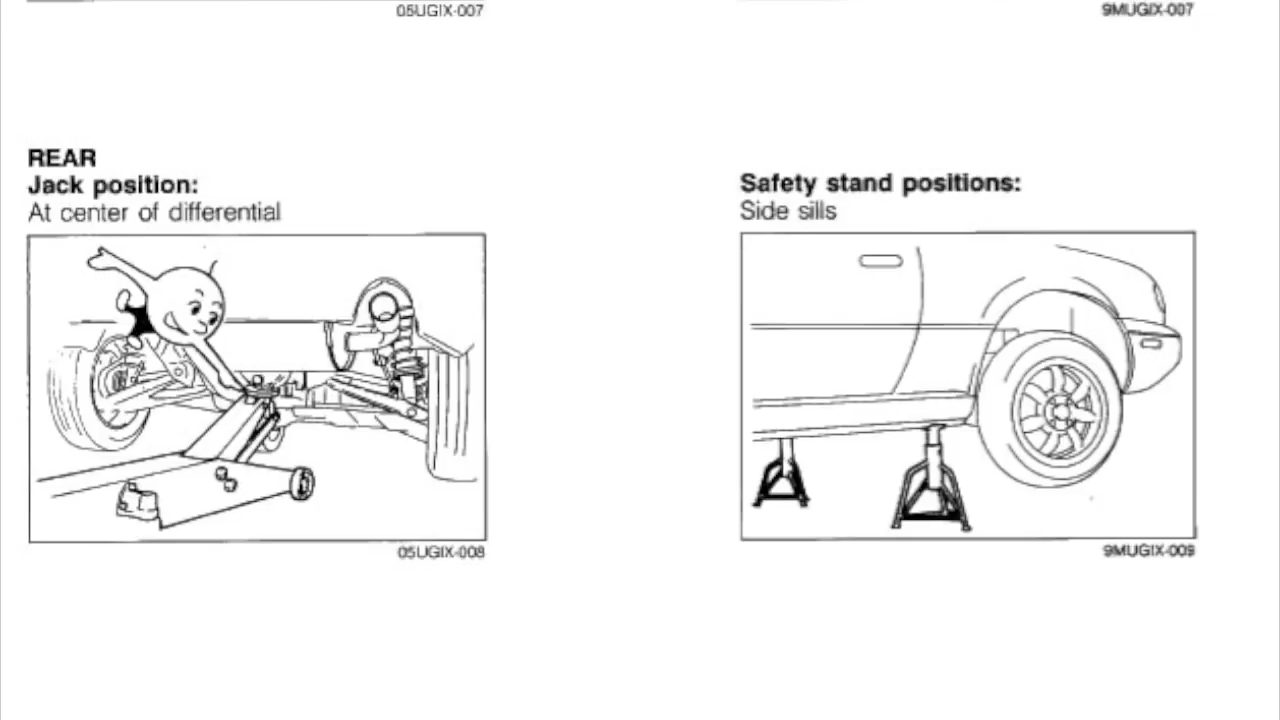 05UGIX-007
9MUGIX-007
REAR
Jack position:
At center of differential
Safety stand positions:
Side sills
05UGIX-008
9MUGIX-009